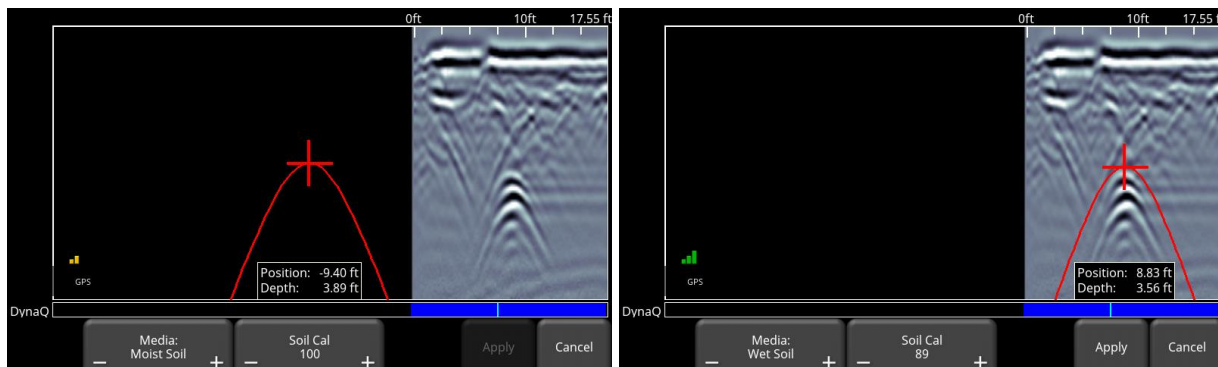 0ft 10ft 17.55 ft
GPS
Position: -9.40 ft
Depth: 3.89 ft
DynaQ
Media:
Moist Soil
− +
Soil Cal
100
− +
Apply
Cancel
0ft 10ft 17.55 f
GPS
Position: 8.83 ft
Depth: 3.56 ft
DynaQ
Media:
Wet Soil
− +
Soil Cal
89
− +
Apply
Cancel